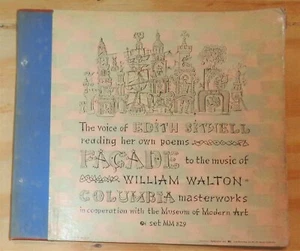 The voice of EDITH SITWELL
reading her own poems
FAÇADE to the music of
WILLIAM WALTON
COLUMBIA masterworks
in cooperation with the Museum of Modern Art
set MM 829